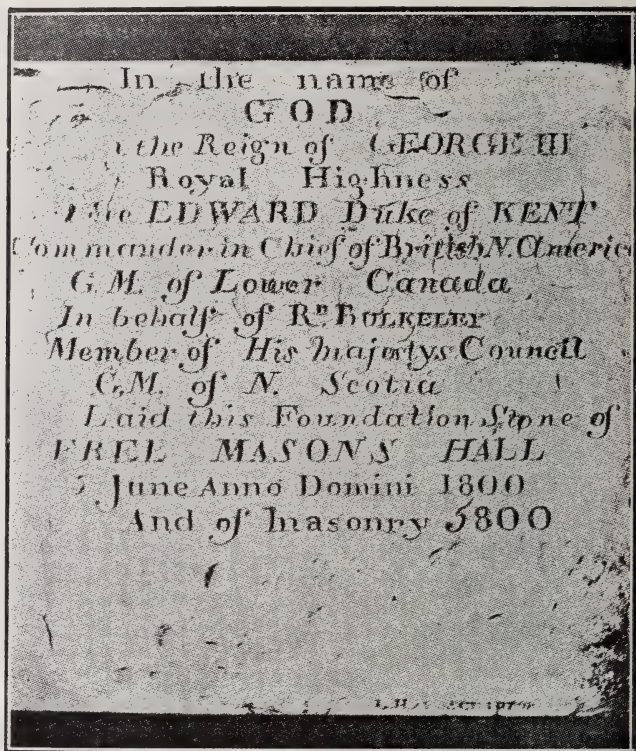 In the name of
GOD
the Reign of GEORGE III
Royal Highness
EDWARD Duke of KENT
Commander in Chief of British N. America
G.M. of Lower Canada
In behalf of R.D BULKELEY
Member of His Majestys Council
G.M. of N. Scotia
Laid this Foundation Stone of
FREE MASONS HALL
June Anno Domini 1800
And of Masonry 5800